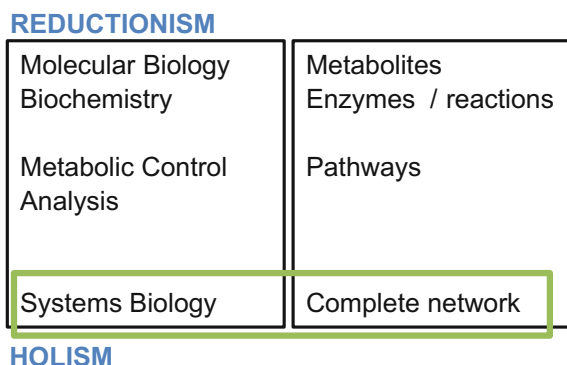 REDUCTIONISM
Molecular Biology
Biochemistry
Metabolic Control
Analysis
Systems Biology
Metabolites
Enzymes / reactions
Pathways
Complete network
HOLISM